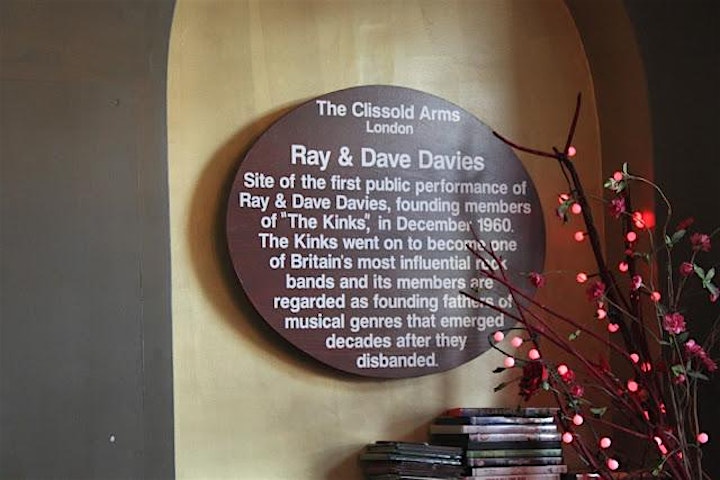 The Clissold Arms
London
Ray & Dave Davies
Site of the first public performance of
Ray & Dave Davies, founding members
of "The Kinks", in December 1960.
The Kinks went on to become one
of Britain's most influential rock
bands and its members are
regarded as founding fathers of
musical genres that emerged
decades after they
disbanded.